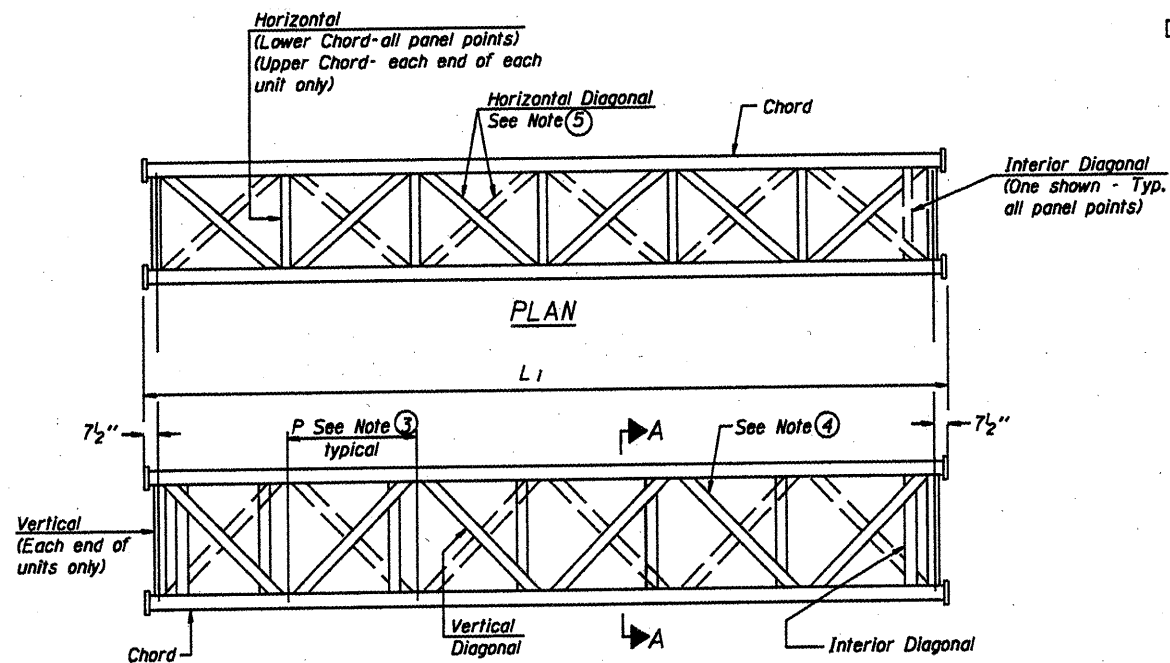 Horizontal
(Lower Chord-all panel points)
(Upper Chord- each end of each
unit only)
Horizontal Diagonal
See Note 5
Chord
Interior Diagonal
(One shown - Typ.
all panel points)
PLAN
L1
7½"
P See Note 3
typical
A
See Note 4
7½"
Vertical
(Each end of
units only)
Chord
Vertical
Diagonal
A
Interior Diagonal